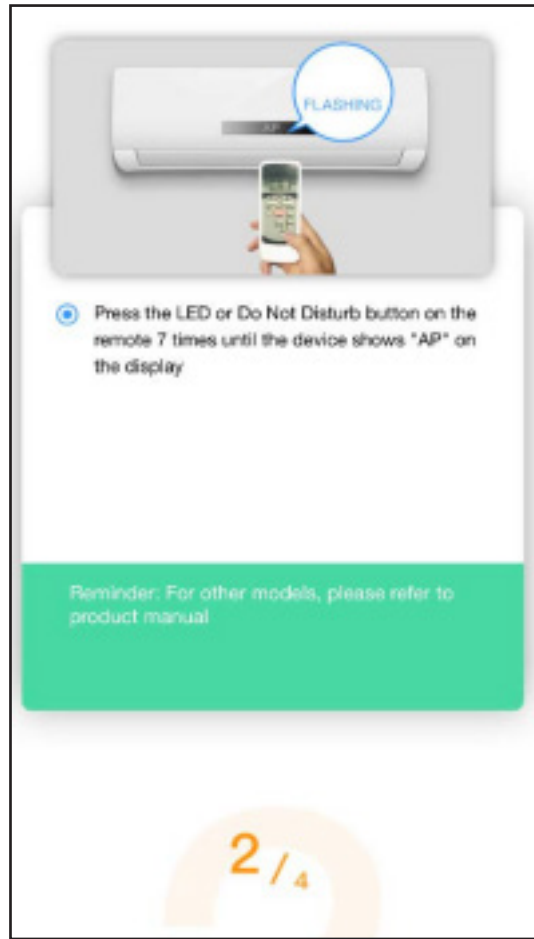 FLASHING
AP
Press the LED or Do Not Disturb button on the
remote 7 times until the device shows "AP" on
the display
Reminder: For other models, please refer to
product manual
2 / 4